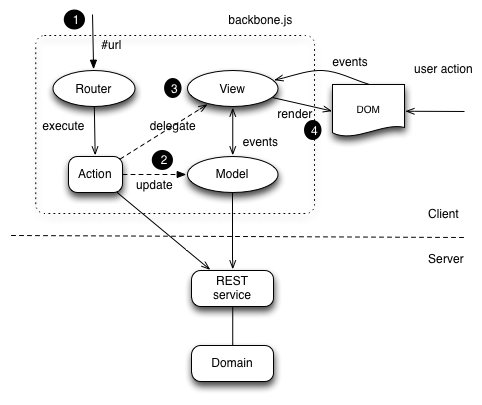 1
backbone.js
#url
events
user action
Router
3
View
DOM
execute
delegate
render
4
2
events
Action
update
Model
Client
Server
REST
service
Domain